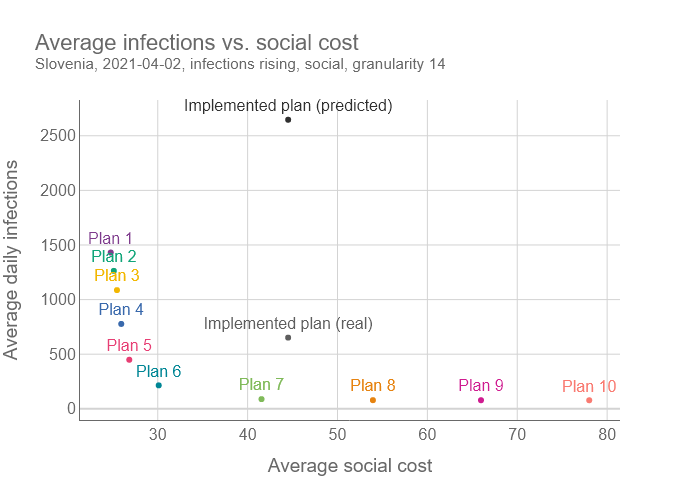 Average infections vs. social cost
Slovenia, 2021-04-02, infections rising, social, granularity 14
Implemented plan (predicted)
2500
2000
1500
1000
500
0
Average daily infections
Plan 1
Plan 2
Plan 3
Plan 4
Implemented plan (real)
Plan 5
Plan 6
Plan 7
Plan 8
Plan 9
Plan 10
30
40
50
60
70
80
Average social cost